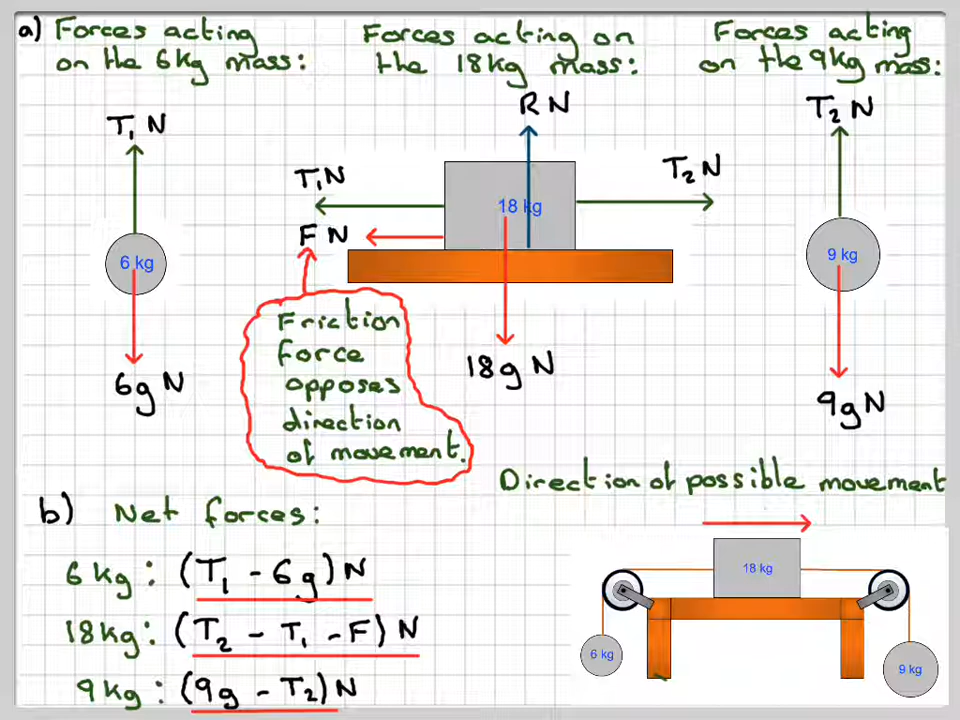 a) Forces acting
on the 6kg mass:
Forces acting on
the 18kg mass:
Forces acting
on the 9kg mass:
T₁ N
6 kg
6g N
R N
T₁N
T₂ N
F N
18 kg
18g N
Friction
force
opposes
direction
of movement.
T₂ N
9 kg
9g N
Direction of possible movement
18 kg
6 kg
9 kg
b) Net forces:
6kg: (T₁ - 6g) N
18kg: (T₂ - T₁ - F) N
9kg: (9g - T₂) N